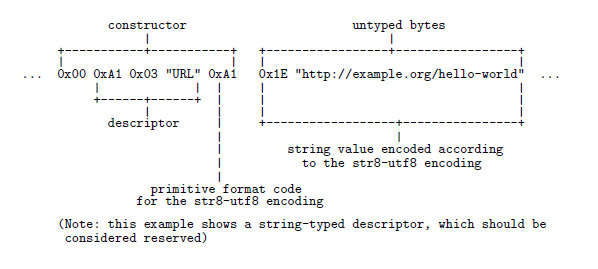 constructor untyped bytes
... 0x00 0xA1 0x03 "URL" 0xA1 0x1E "http://example.org/hello-world" ...
descriptor
string value encoded according
to the str8-utf8 encoding
primitive format code
for the str8-utf8 encoding
(Note: this example shows a string-typed descriptor, which should be
considered reserved)